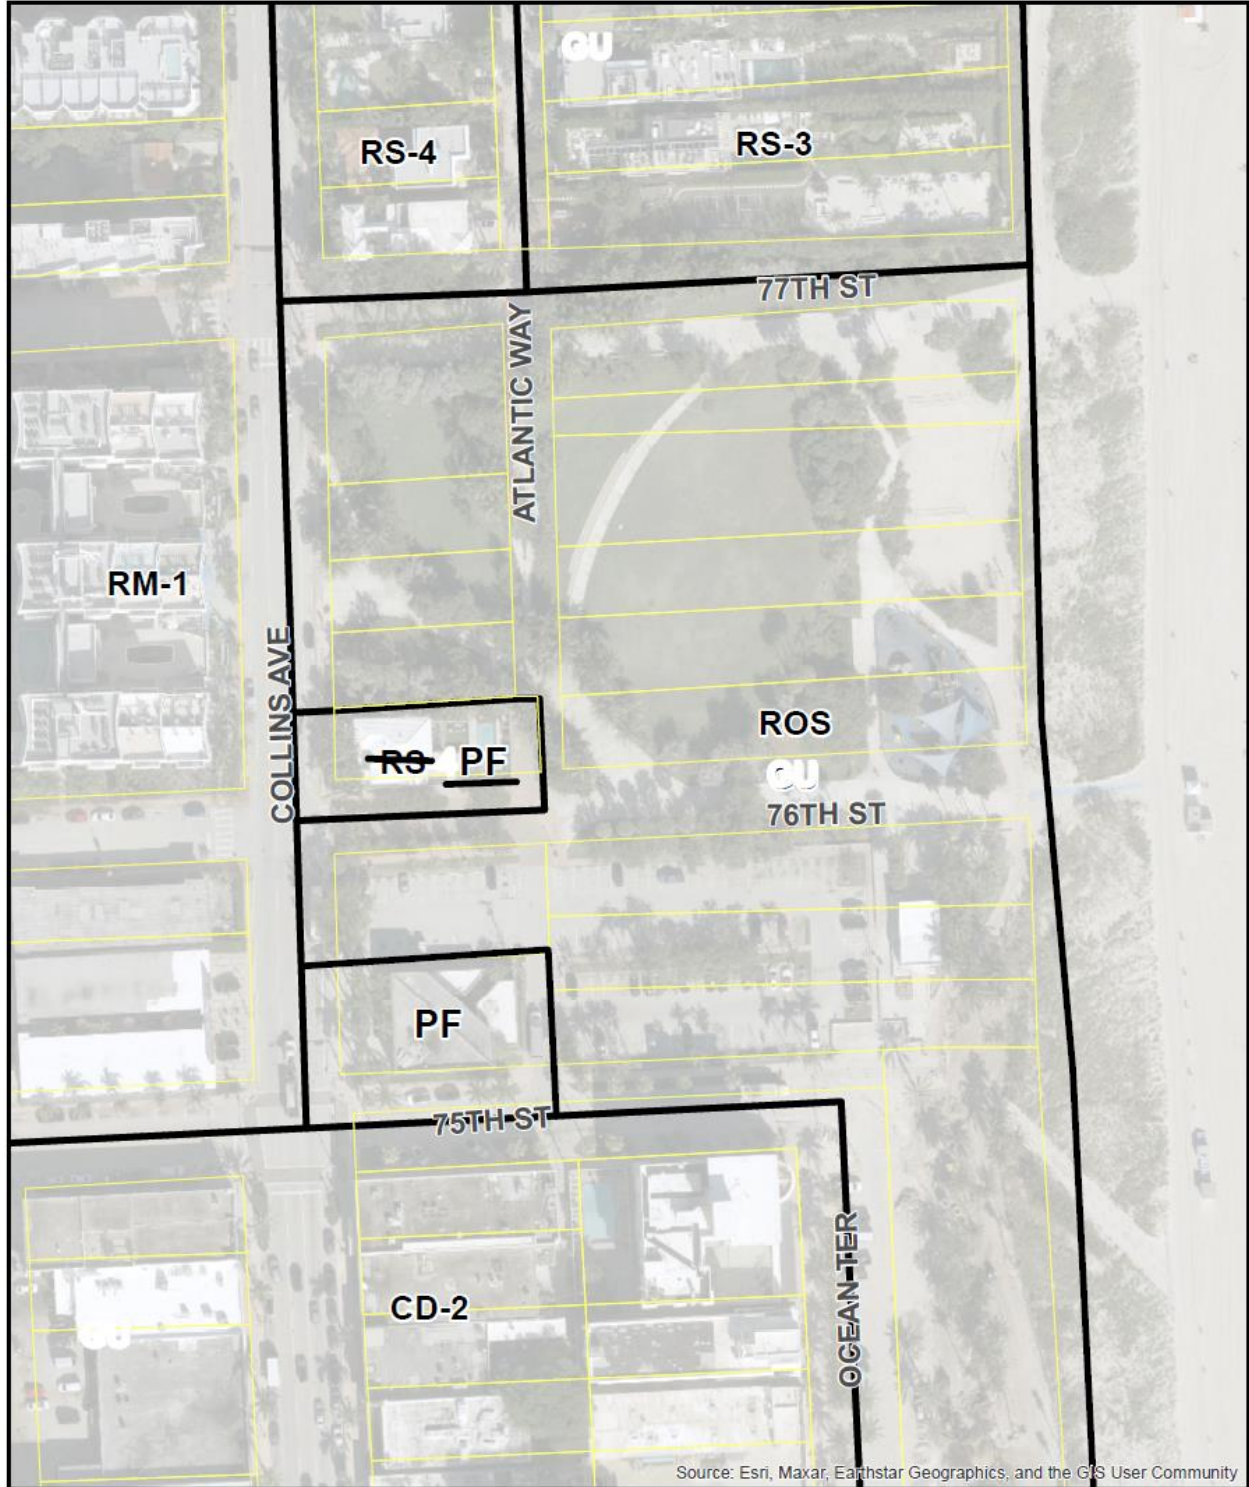 GU
RS-4
RS-3
77TH ST
ATLANTIC WAY
RM-1
COLLINS AVE
ROS
RS PF
GU
76TH ST
PF
75TH ST
OCEAN TER
CD-2
GU
Source: Esri, Maxar, Earthstar Geographics, and the GIS User Community